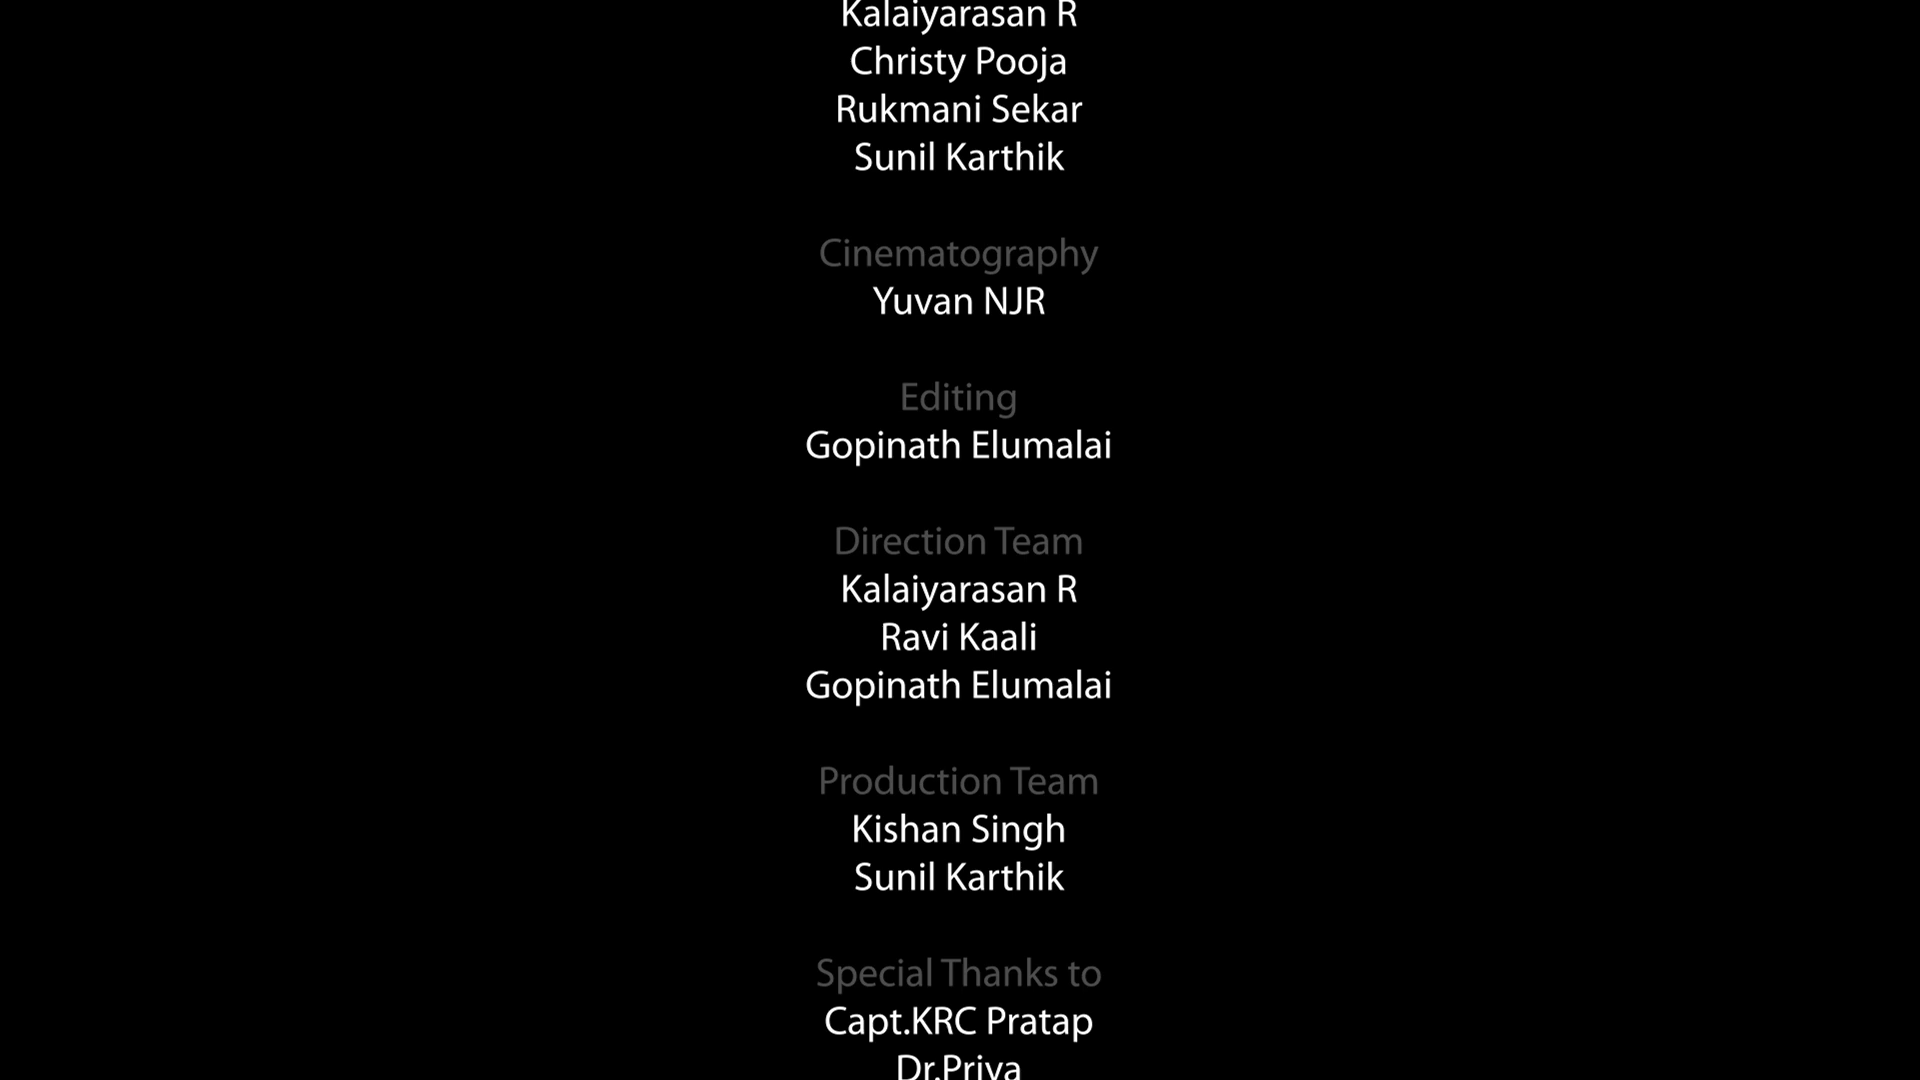 Kalaiyarasan R
Christy Pooja
Rukmani Sekar
Sunil Karthik
Cinematography
Yuvan NJR
Editing
Gopinath Elumalai
Direction Team
Kalaiyarasan R
Ravi Kaali
Gopinath Elumalai
Production Team
Kishan Singh
Sunil Karthik
Special Thanks to
Capt.KRC Pratap
Dr.Priya